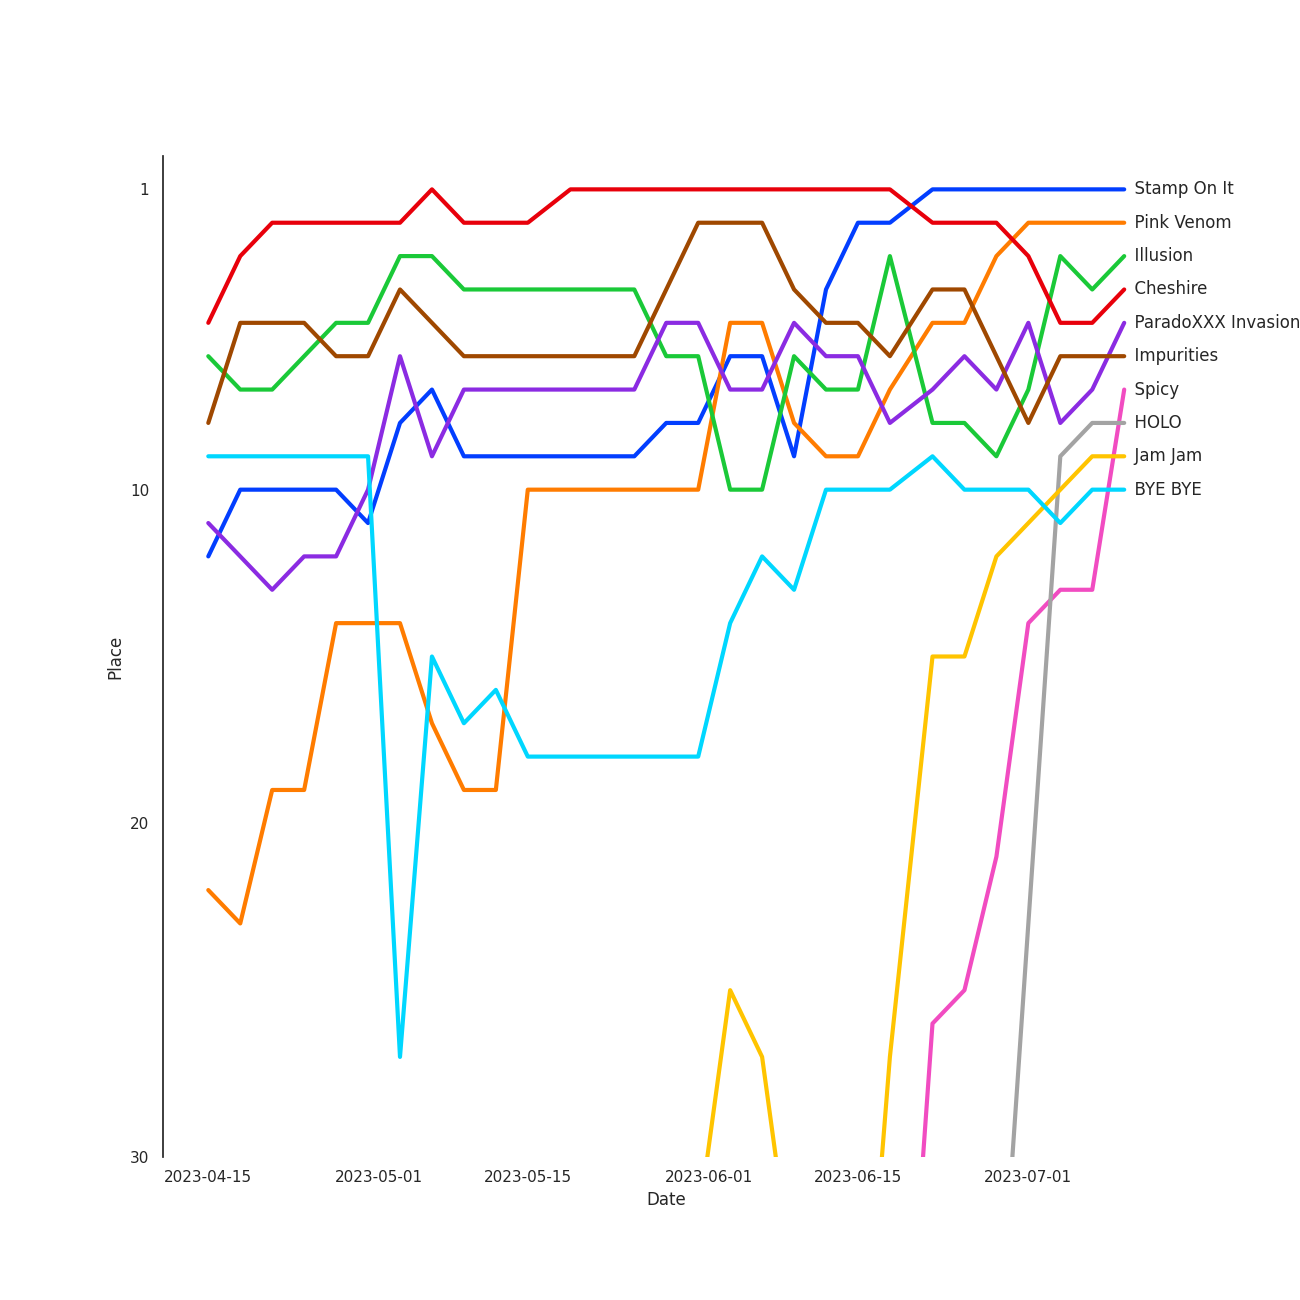 1
10
20
30
Place
2023-04-15
2023-05-01
2023-05-15
2023-06-01
2023-06-15
2023-07-01
Date
Stamp On It
Pink Venom
Illusion
Cheshire
ParadoXXX Invasion
Impurities
Spicy
HOLO
Jam Jam
BYE BYE